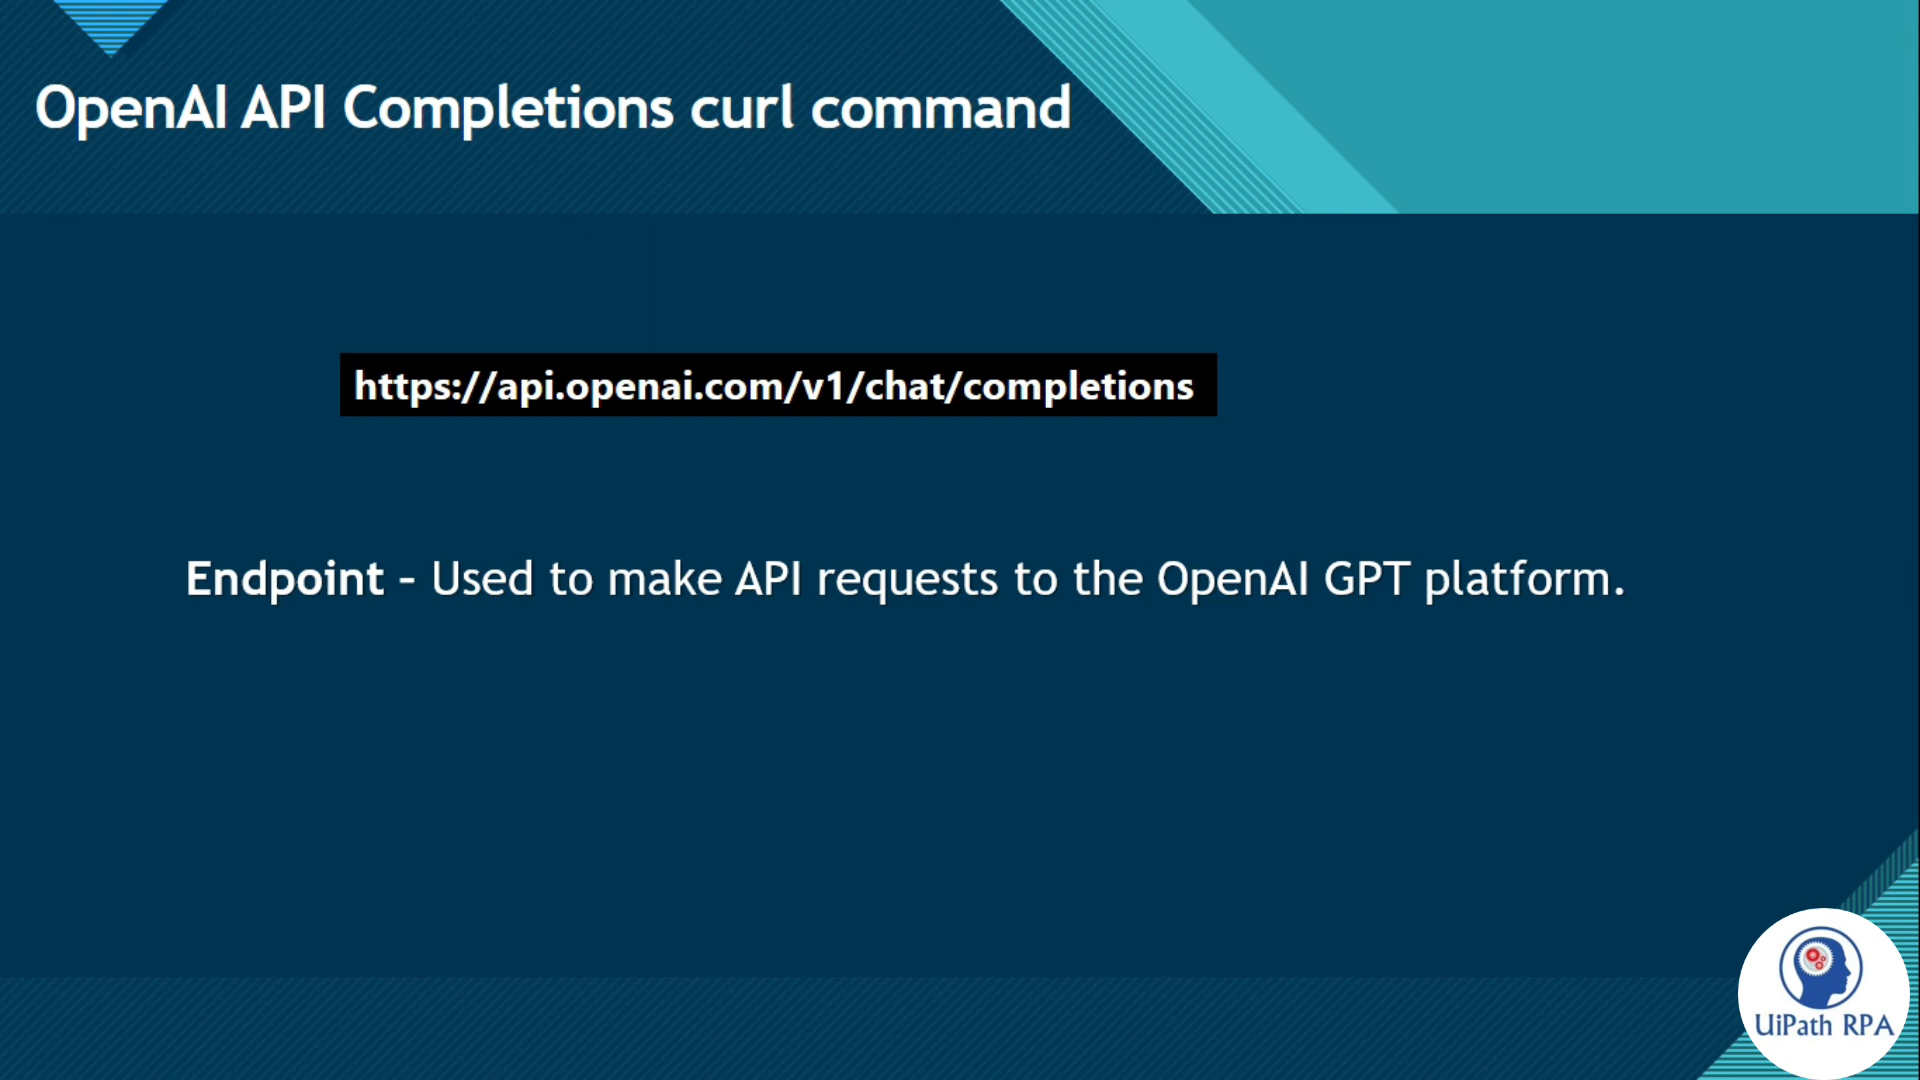 OpenAI API Completions curl command
https://api.openai.com/v1/chat/completions
Endpoint – Used to make API requests to the OpenAI GPT platform.
UiPath RPA